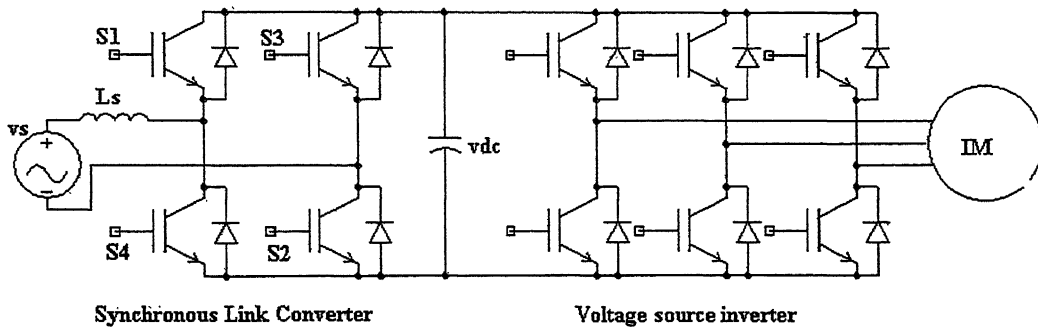 S1
S3
Ls
vs
+
vdc
IM
S4
S2
Synchronous Link Converter
Voltage source inverter